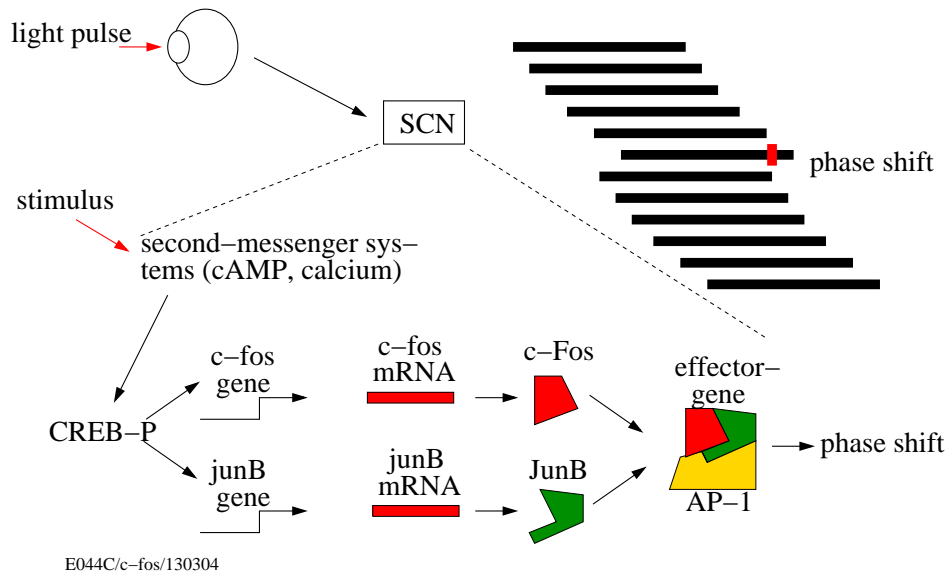 light pulse
SCN
phase shift
stimulus
second−messenger sys−
tems (cAMP, calcium)
c−fos
gene
c−fos
mRNA
c−Fos
effector−
gene
CREB−P
phase shift
junB
gene
junB
mRNA
JunB
AP−1
E044C/c−fos/130304